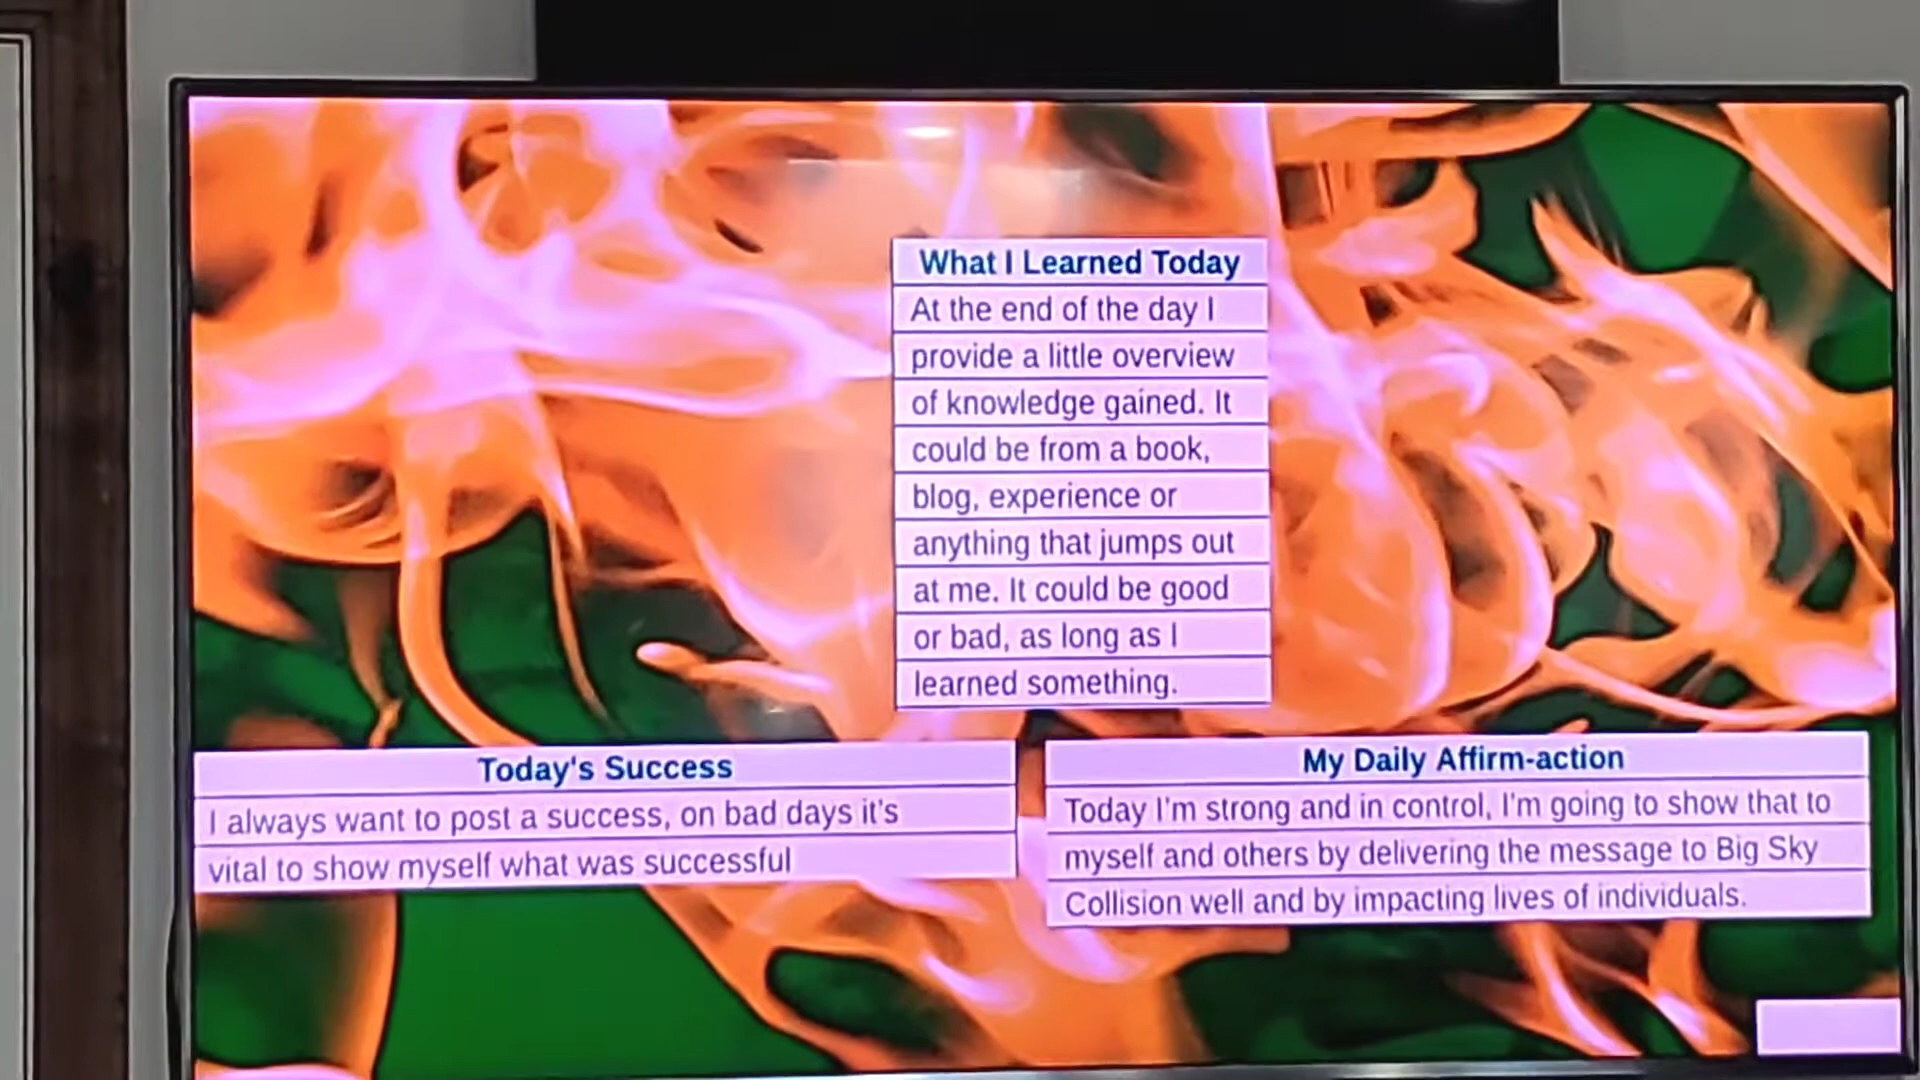 What I Learned Today
At the end of the day I
provide a little overview
of knowledge gained. It
could be from a book,
blog, experience or
anything that jumps out
at me. It could be good
or bad, as long as I
learned something.
Today's Success
I always want to post a success, on bad days it's
vital to show myself what was successful
My Daily Affirm-action
Today I'm strong and in control, I'm going to show that to
myself and others by delivering the message to Big Sky
Collision well and by impacting lives of individuals.